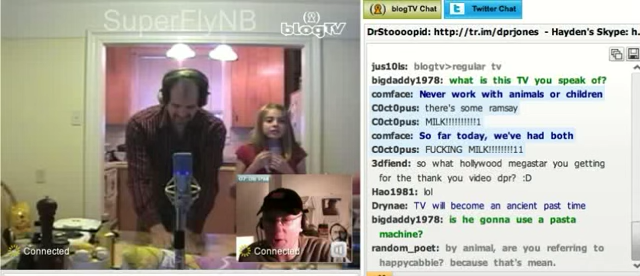 SuperFlyNB
blogTV
Connected
Connected
blogTV Chat
Twitter Chat
DrStoooopid: http://tr.im/dprjones - Hayden's Skype: h.
jus10ls: blogtv>regular tv
bigdaddy1978: what is this TV you speak of?
comface: Never work with animals or children
C0ct0pus: there's some ramsay
C0ct0pus: MILK!!!!!!!!!!1
comface: So far today, we've had both
C0ct0pus: FUCKING MILK!!!!!!!!11
3dfiend: so what hollywood megastar you getting
for the thank you video dpr? :D
Hao1981: lol
Drynae: TV will become an ancient past time
bigdaddy1978: is he gonna use a pasta
machine?
random_poet: by animal, are you referring to
happycabbie? because that's mean.